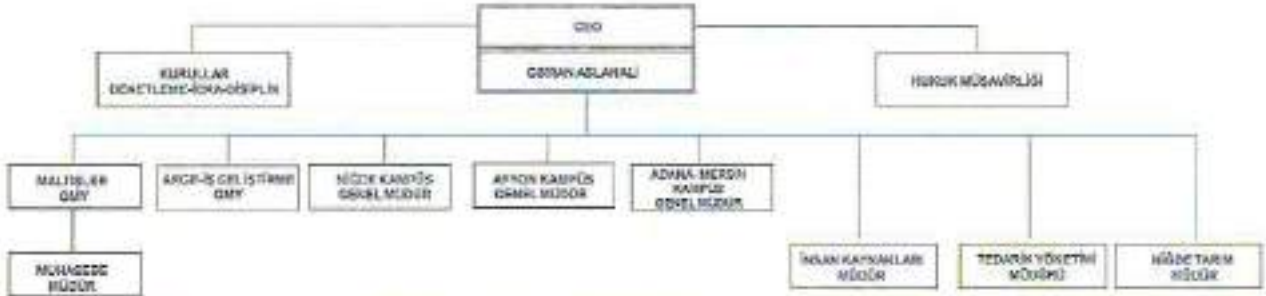 CEO
OSMAN ASLANALI
KURULLAR
DENETLEME-İCRA-DİSİPLİN
HUKUK MÜŞAVİRLİĞİ
MALİ İŞLER
GMY
ARGE-İŞ GELİŞTİRME
GMY
NİĞDE KAMPÜS
GENEL MÜDÜR
AFYON KAMPÜS
GENEL MÜDÜR
ADANA- MERSİN
KAMPÜS
GENEL MÜDÜR
MUHASEBE
MÜDÜR
İNSAN KAYNAKLARI
MÜDÜR
TEDARİK YÖNETİMİ
MÜDÜRÜ
NİĞDE TARIM
MÜDÜR